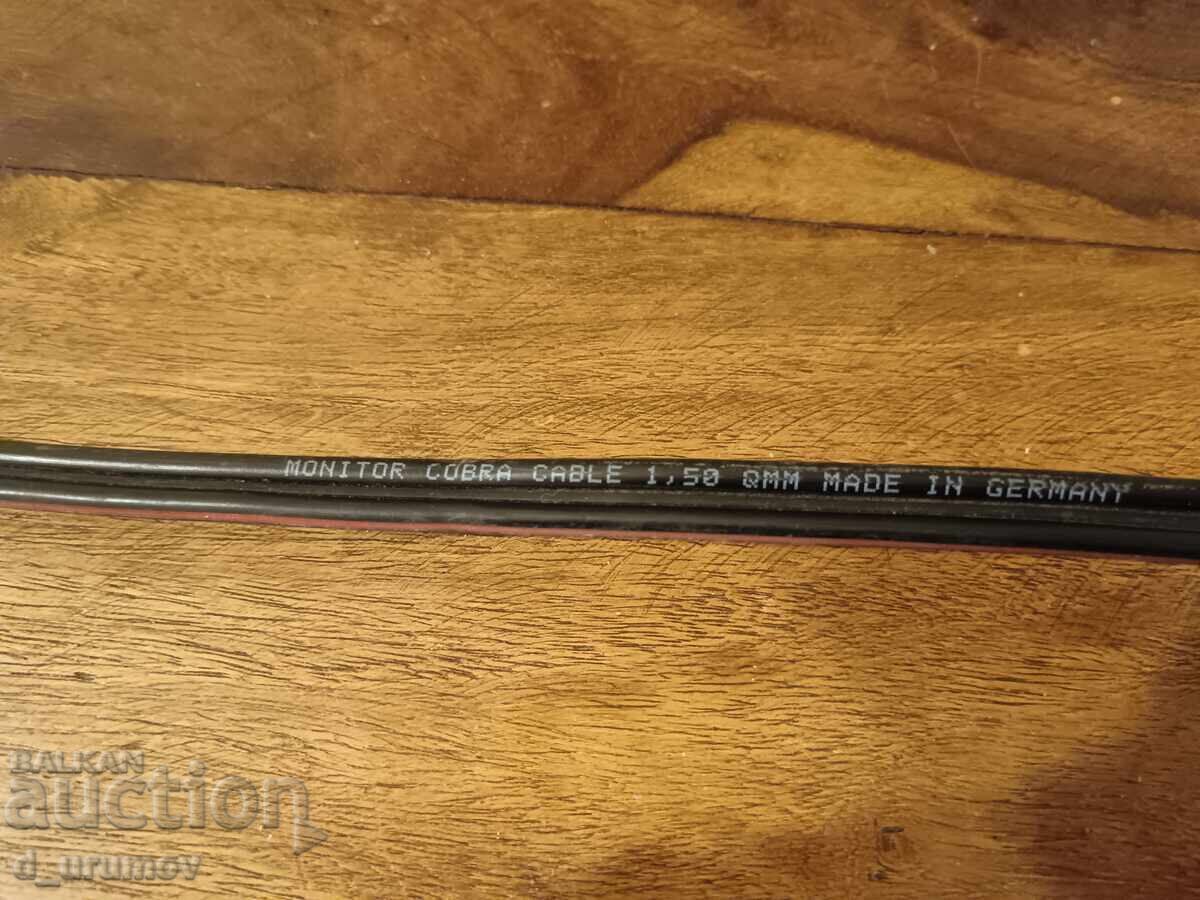 MONITOR COBRA CABLE 1,50 QMM MADE IN GERMANY
BALKAN
auction
d_urumov